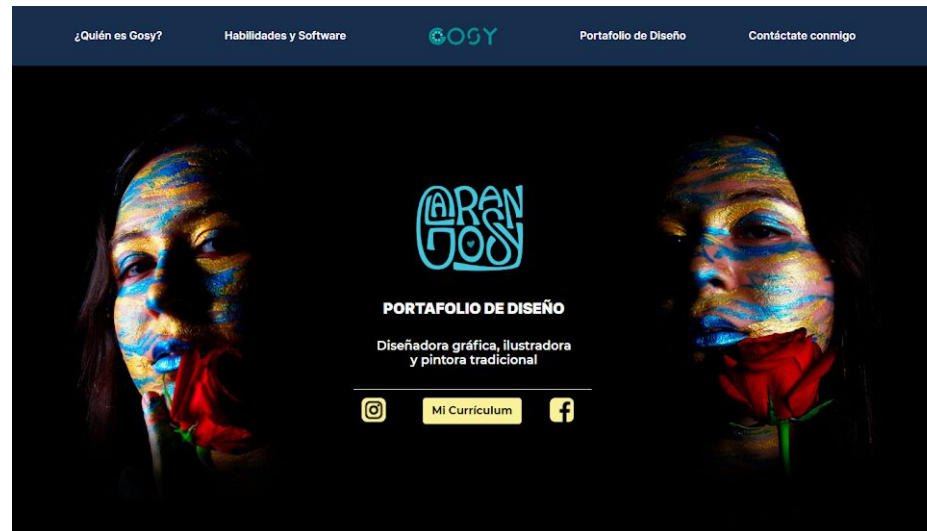 ¿Quién es Gosy?
Habilidades y Software
GOSY
Portafolio de Diseño
Contáctate conmigo
PORTAFOLIO DE DISEÑO
Diseñadora gráfica, ilustradora
y pintora tradicional
Mi Currículum